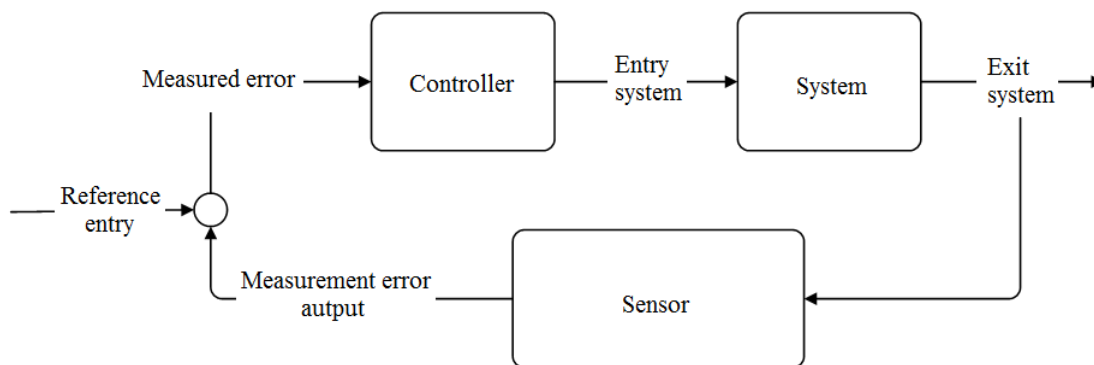 Measured error
Controller
Entry
system
System
Exit
system
Reference
entry
Measurement error
autput
Sensor